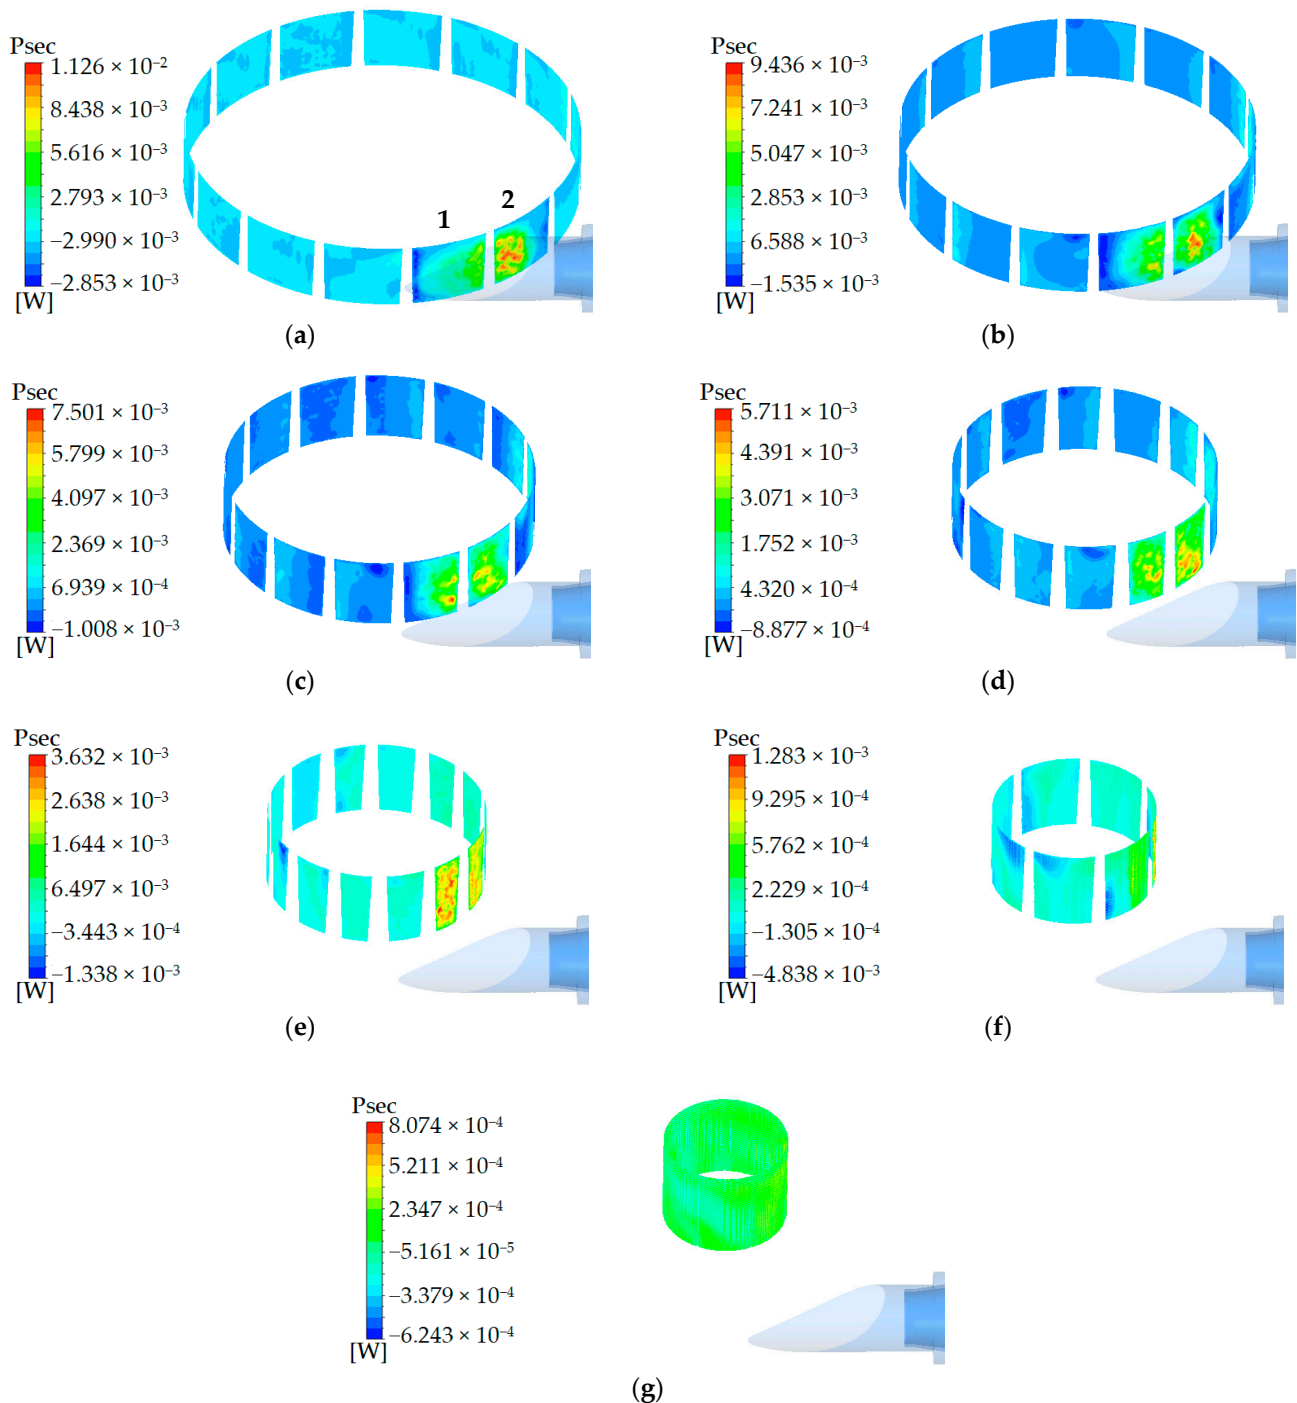 Psec
1.126 × 10⁻²
8.438 × 10⁻³
5.616 × 10⁻³
2.793 × 10⁻³
−2.990 × 10⁻³
−2.853 × 10⁻³
[W]
1
2
(a)
Psec
9.436 × 10⁻³
7.241 × 10⁻³
5.047 × 10⁻³
2.853 × 10⁻³
6.588 × 10⁻³
−1.535 × 10⁻³
[W]
(b)
Psec
7.501 × 10⁻³
5.799 × 10⁻³
4.097 × 10⁻³
2.369 × 10⁻³
6.939 × 10⁻⁴
−1.008 × 10⁻³
[W]
(c)
Psec
5.711 × 10⁻³
4.391 × 10⁻³
3.071 × 10⁻³
1.752 × 10⁻³
4.320 × 10⁻⁴
−8.877 × 10⁻⁴
[W]
(d)
Psec
3.632 × 10⁻³
2.638 × 10⁻³
1.644 × 10⁻³
6.497 × 10⁻³
−3.443 × 10⁻⁴
−1.338 × 10⁻³
[W]
(e)
Psec
1.283 × 10⁻³
9.295 × 10⁻⁴
5.762 × 10⁻⁴
2.229 × 10⁻⁴
−1.305 × 10⁻⁴
−4.838 × 10⁻³
[W]
(f)
Psec
8.074 × 10⁻⁴
5.211 × 10⁻⁴
2.347 × 10⁻⁴
−5.161 × 10⁻⁵
−3.379 × 10⁻⁴
−6.243 × 10⁻⁴
[W]
(g)